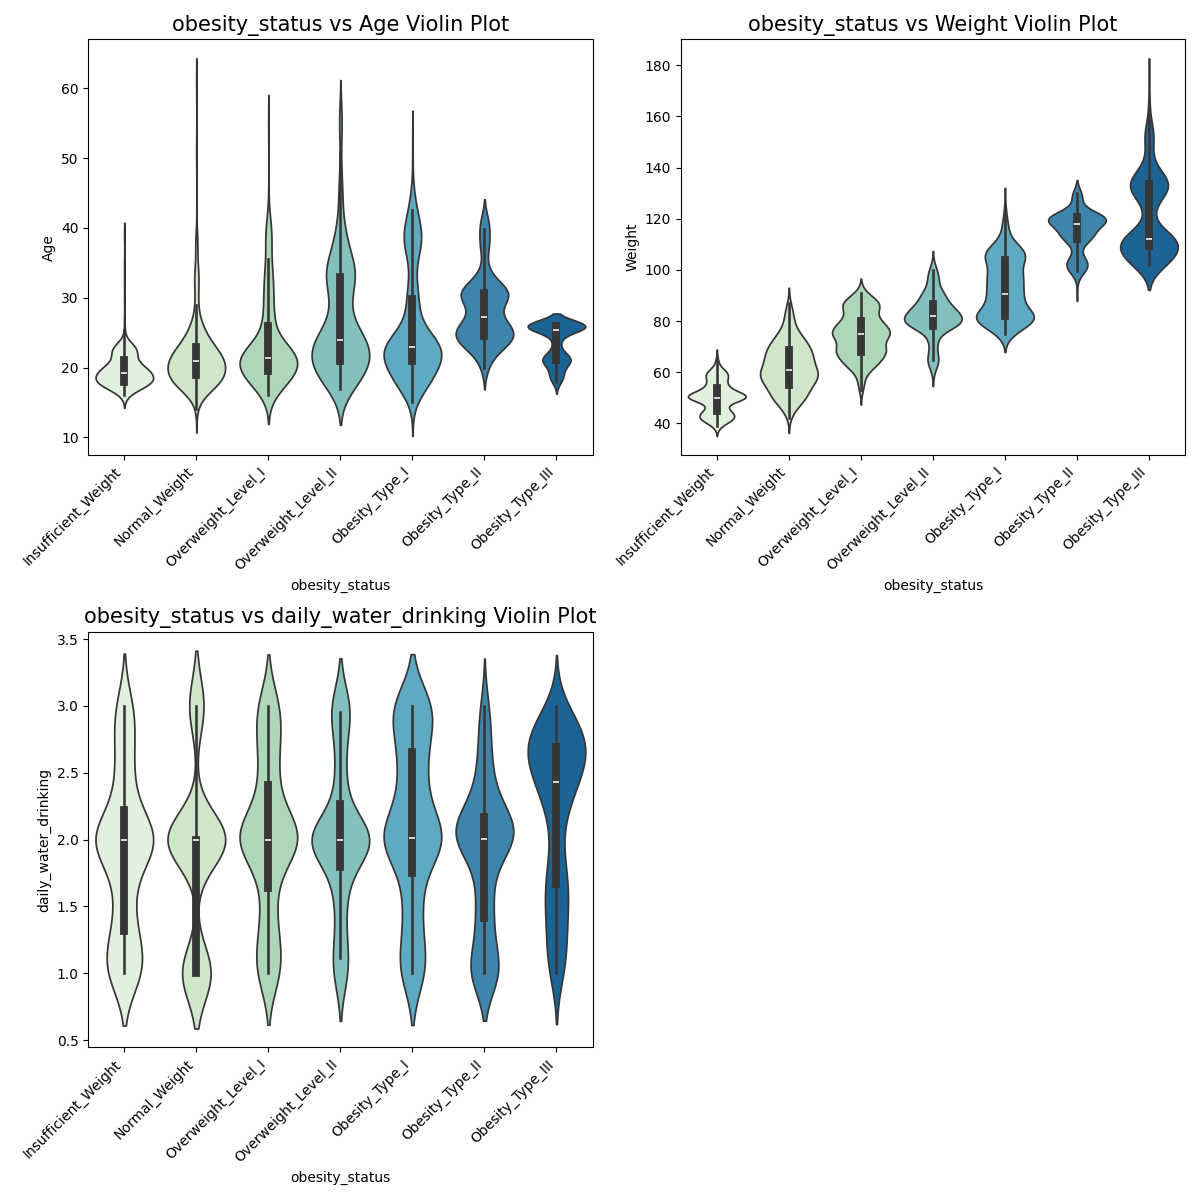 obesity_status vs Age Violin Plot
Age
60
50
40
30
20
10
Insufficient_Weight
Normal_Weight
Overweight_Level_I
Overweight_Level_II
Obesity_Type_I
Obesity_Type_II
Obesity_Type_III
obesity_status
obesity_status vs Weight Violin Plot
Weight
180
160
140
120
100
80
60
40
Insufficient_Weight
Normal_Weight
Overweight_Level_I
Overweight_Level_II
Obesity_Type_I
Obesity_Type_II
Obesity_Type_III
obesity_status
obesity_status vs daily_water_drinking Violin Plot
daily_water_drinking
3.5
3.0
2.5
2.0
1.5
1.0
0.5
Insufficient_Weight
Normal_Weight
Overweight_Level_I
Overweight_Level_II
Obesity_Type_I
Obesity_Type_II
Obesity_Type_III
obesity_status